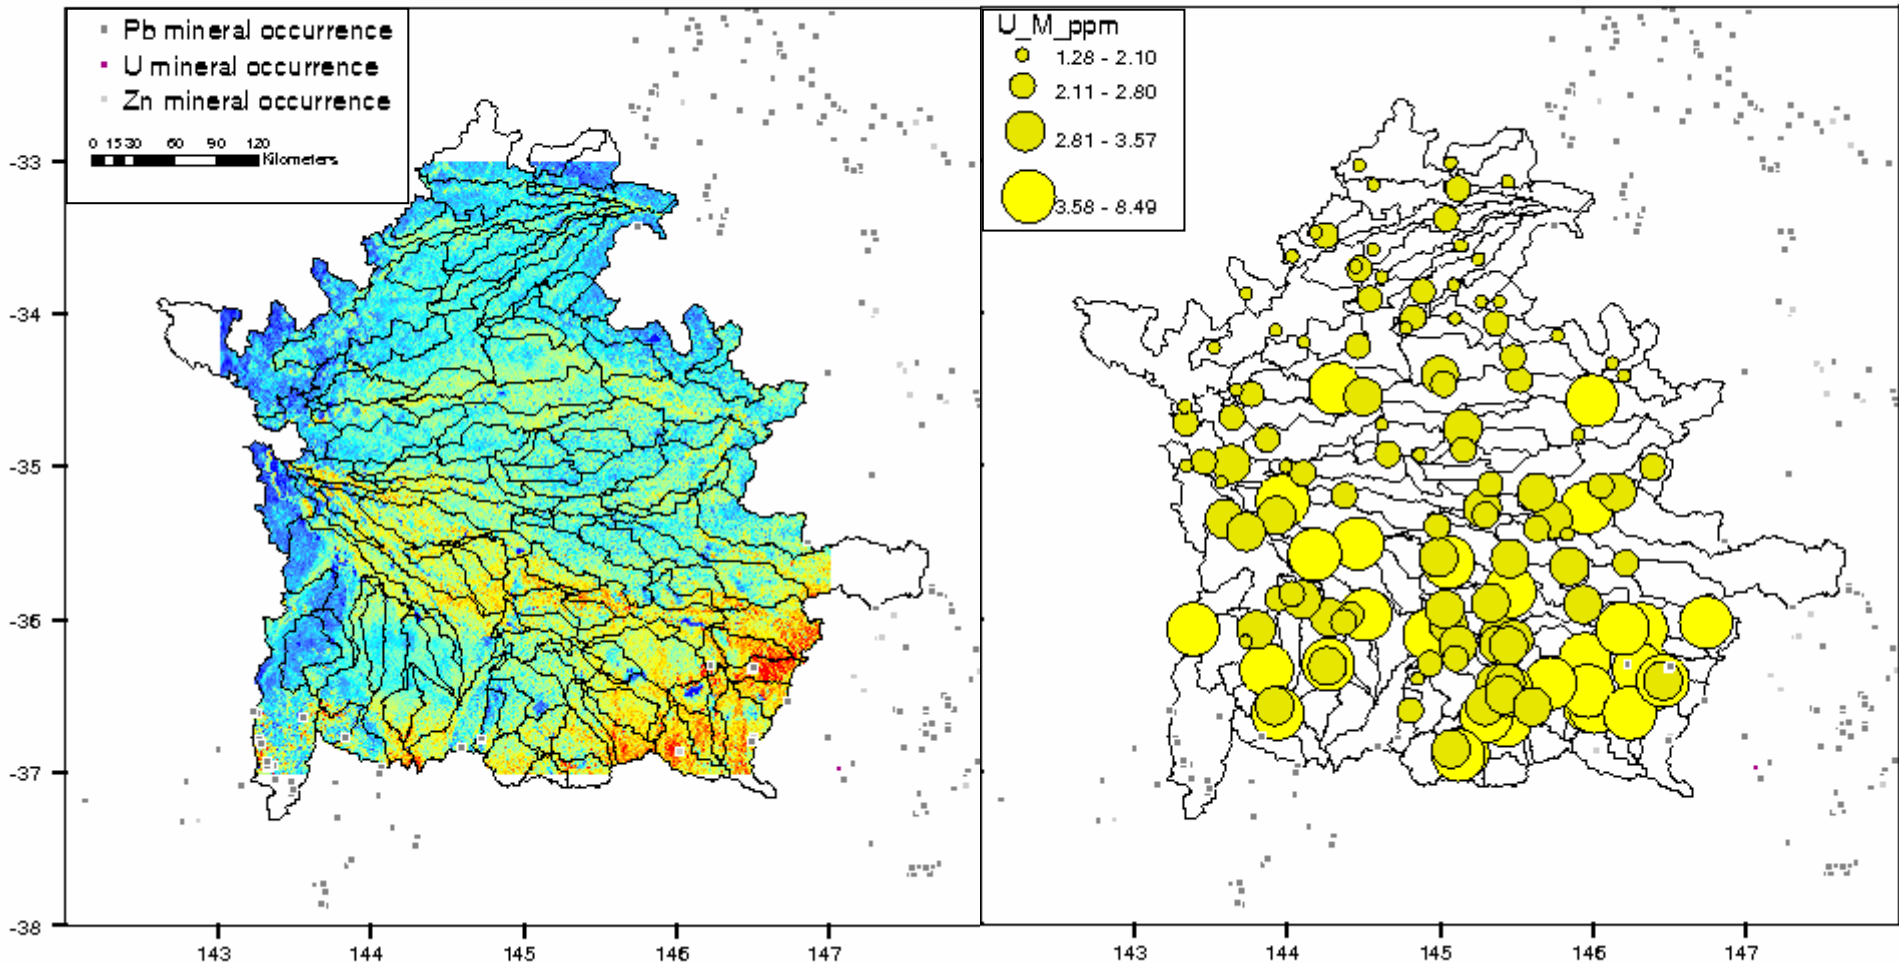 Pb mineral occurrence
U mineral occurrence
Zn mineral occurrence
0 15 30 60 90 120
Kilometers
U_M_ppm
1.28 - 2.10
2.11 - 2.80
2.81 - 3.57
3.58 - 8.49
-33
-34
-35
-36
-37
-38
143 144 145 146 147
143 144 145 146 147